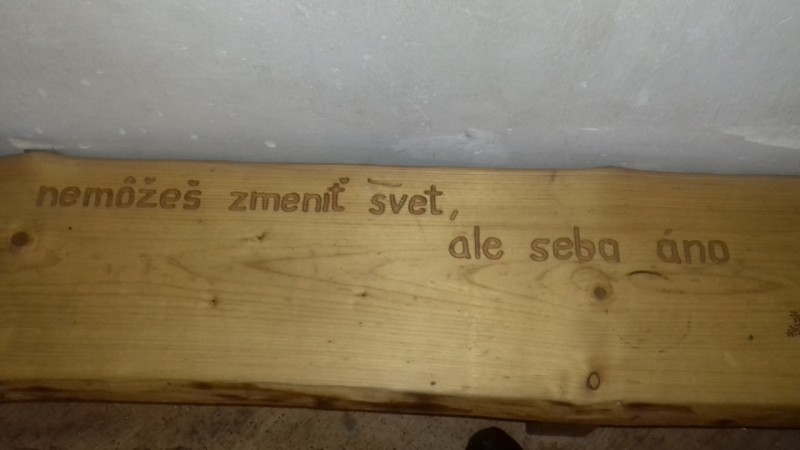 nemôžeš zmeniť svet,
ale seba áno